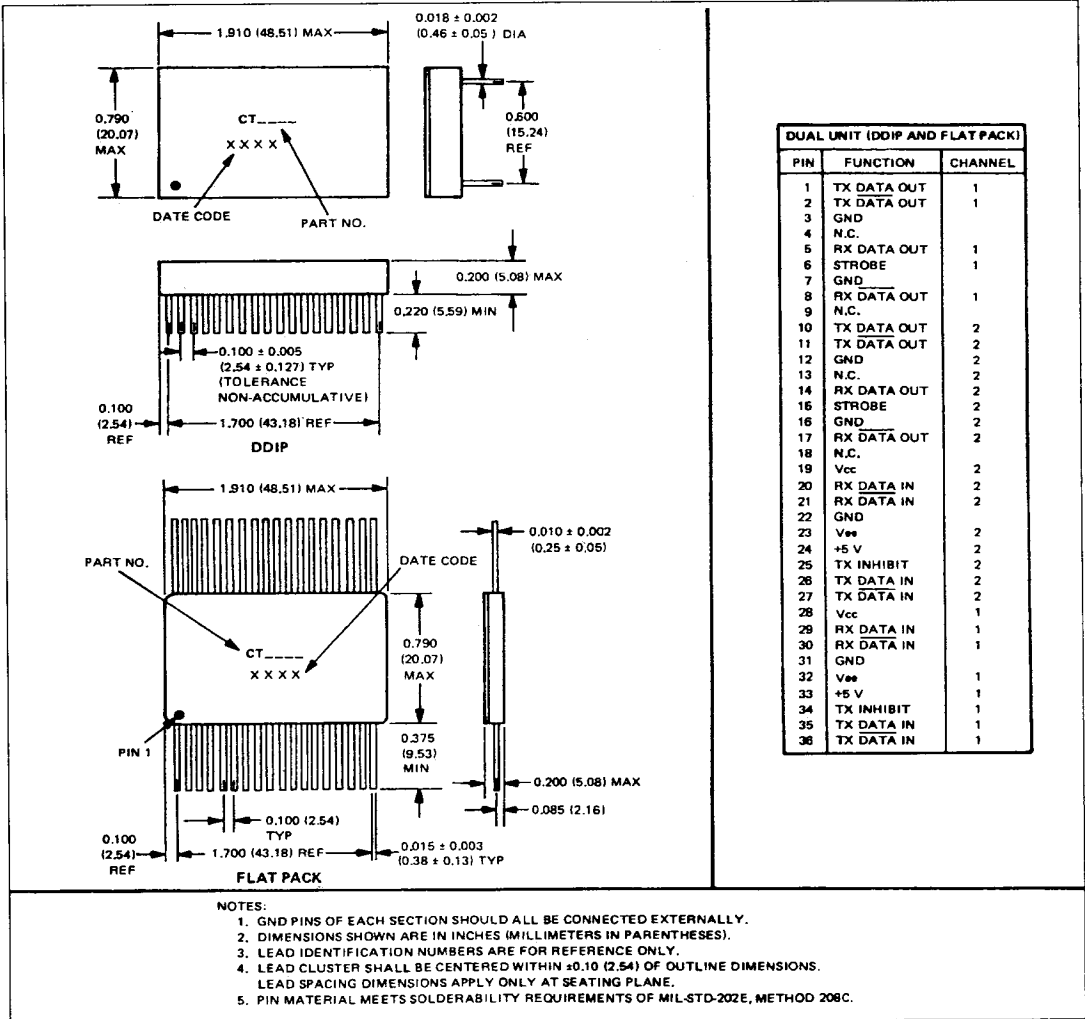 1.910 (48.51) MAX
0.018 ± 0.002
(0.46 ± 0.05 ) DIA
0.790
(20.07)
MAX
CT____
XXXX
0.600
(15.24)
REF
DATE CODE
PART NO.
0.200 (5.08) MAX
0.220 (5.59) MIN
0.100 ± 0.005
(2.54 ± 0.127) TYP
(TOLERANCE
NON-ACCUMULATIVE)
0.100
(2.54)
REF
1.700 (43.18) REF
DDIP
1.910 (48.51) MAX
0.010 ± 0.002
(0.25 ± 0.05)
PART NO.
DATE CODE
CT____
XXXX
0.790
(20.07)
MAX
PIN 1
0.375
(9.53)
MIN
0.200 (5.08) MAX
0.085 (2.16)
0.100 (2.54)
TYP
0.100
(2.54)
REF
1.700 (43.18) REF
0.015 ± 0.003
(0.38 ± 0.13) TYP
FLAT PACK
DUAL UNIT (DDIP AND FLAT PACK)
PIN FUNCTION CHANNEL
1 TX DATA OUT 1
2 TX D̅A̅T̅A̅ OUT 1
3 GND
4 N.C.
5 RX DATA OUT 1
6 STROBE 1
7 GND
8 RX D̅A̅T̅A̅ OUT 1
9 N.C.
10 TX DATA OUT 2
11 TX D̅A̅T̅A̅ OUT 2
12 GND 2
13 N.C. 2
14 RX DATA OUT 2
15 STROBE 2
16 GND 2
17 RX D̅A̅T̅A̅ OUT 2
18 N.C.
19 Vcc 2
20 RX DATA IN 2
21 RX D̅A̅T̅A̅ IN 2
22 GND
23 Vee 2
24 +5 V 2
25 TX INHIBIT 2
26 TX DATA IN 2
27 TX D̅A̅T̅A̅ IN 2
28 Vcc 1
29 RX DATA IN 1
30 RX D̅A̅T̅A̅ IN 1
31 GND
32 Vee 1
33 +5 V 1
34 TX INHIBIT 1
35 TX DATA IN 1
36 TX D̅A̅T̅A̅ IN 1
NOTES:
1. GND PINS OF EACH SECTION SHOULD ALL BE CONNECTED EXTERNALLY.
2. DIMENSIONS SHOWN ARE IN INCHES (MILLIMETERS IN PARENTHESES).
3. LEAD IDENTIFICATION NUMBERS ARE FOR REFERENCE ONLY.
4. LEAD CLUSTER SHALL BE CENTERED WITHIN ±0.10 (2.54) OF OUTLINE DIMENSIONS.
LEAD SPACING DIMENSIONS APPLY ONLY AT SEATING PLANE.
5. PIN MATERIAL MEETS SOLDERABILITY REQUIREMENTS OF MIL-STD-202E, METHOD 208C.